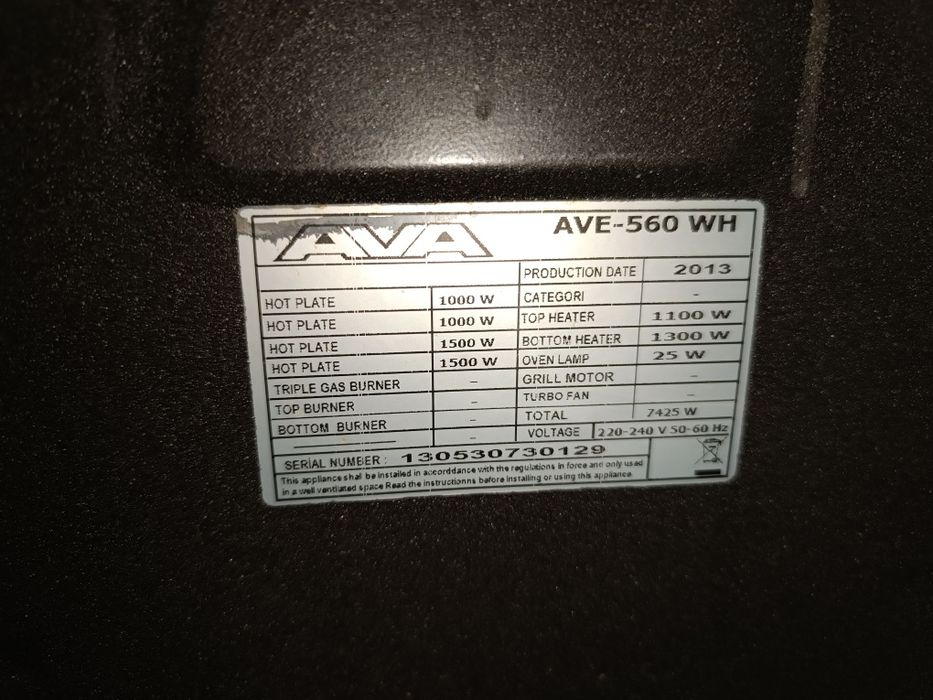 AVA AVE-560 WH
PRODUCTION DATE 2013
HOT PLATE 1000 W CATEGORI -
HOT PLATE 1000 W TOP HEATER 1100 W
HOT PLATE 1500 W BOTTOM HEATER 1300 W
HOT PLATE 1500 W OVEN LAMP 25 W
TRIPLE GAS BURNER - GRILL MOTOR -
TOP BURNER - TURBO FAN -
BOTTOM BURNER - TOTAL 7425 W
- VOLTAGE 220-240 V 50-60 Hz
SERIAL NUMBER : 130530730129
This appliance shal be installed in accorddance with the regulations in force and only used
in a well ventilated space Read the instructionns before installing or using this appliance.